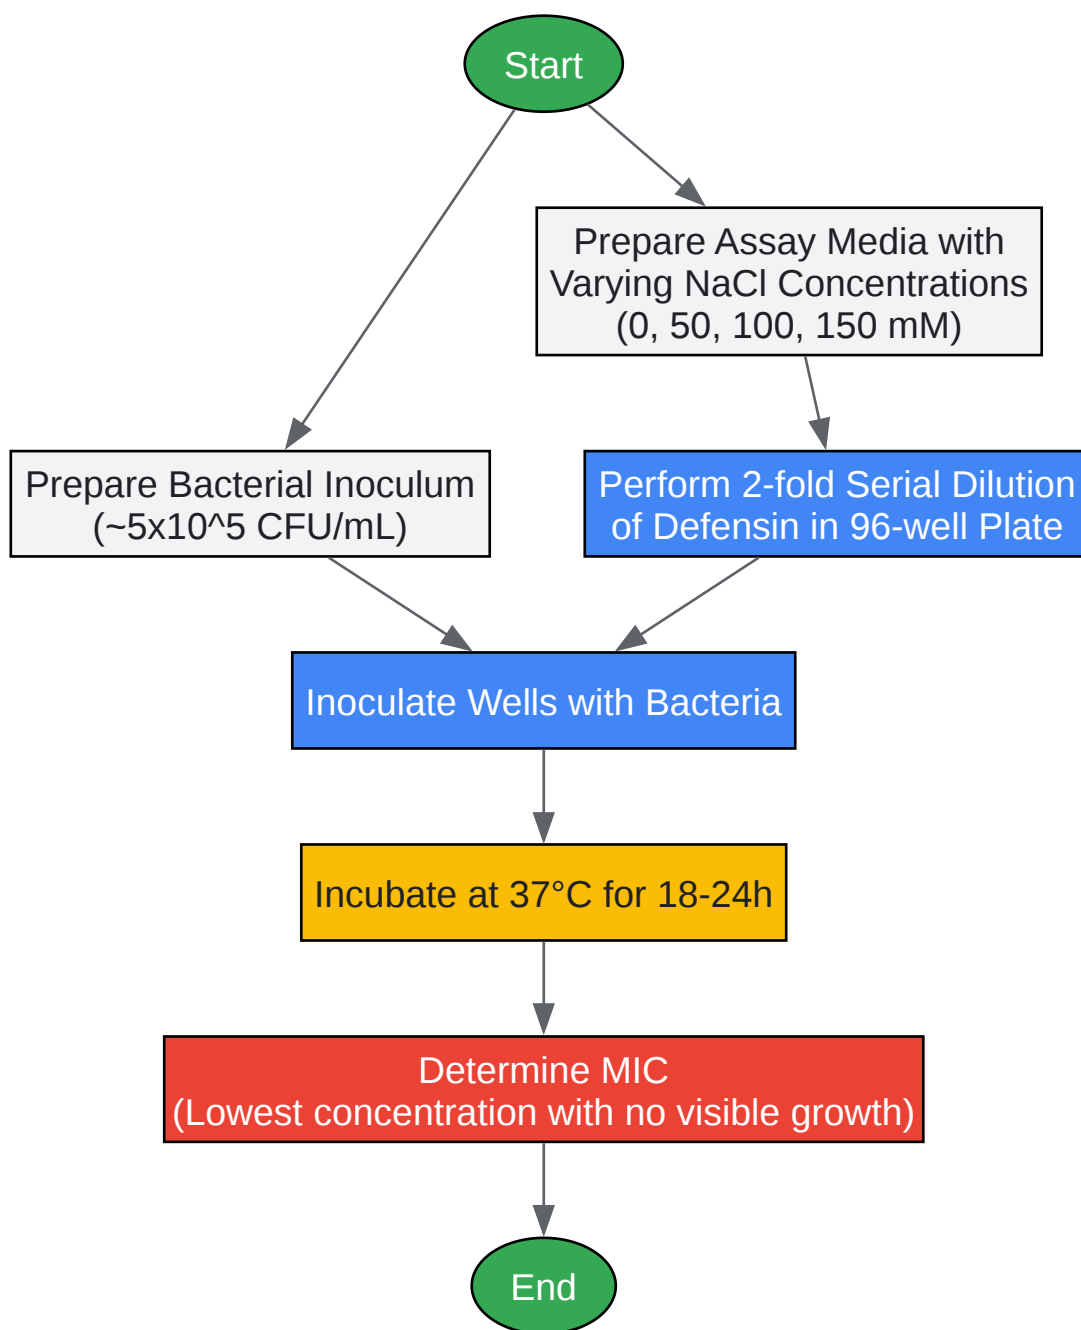 Start
Prepare Assay Media with
Varying NaCl Concentrations
(0, 50, 100, 150 mM)
Prepare Bacterial Inoculum
(~5x10^5 CFU/mL)
Perform 2-fold Serial Dilution
of Defensin in 96-well Plate
Inoculate Wells with Bacteria
Incubate at 37°C for 18-24h
Determine MIC
(Lowest concentration with no visible growth)
End